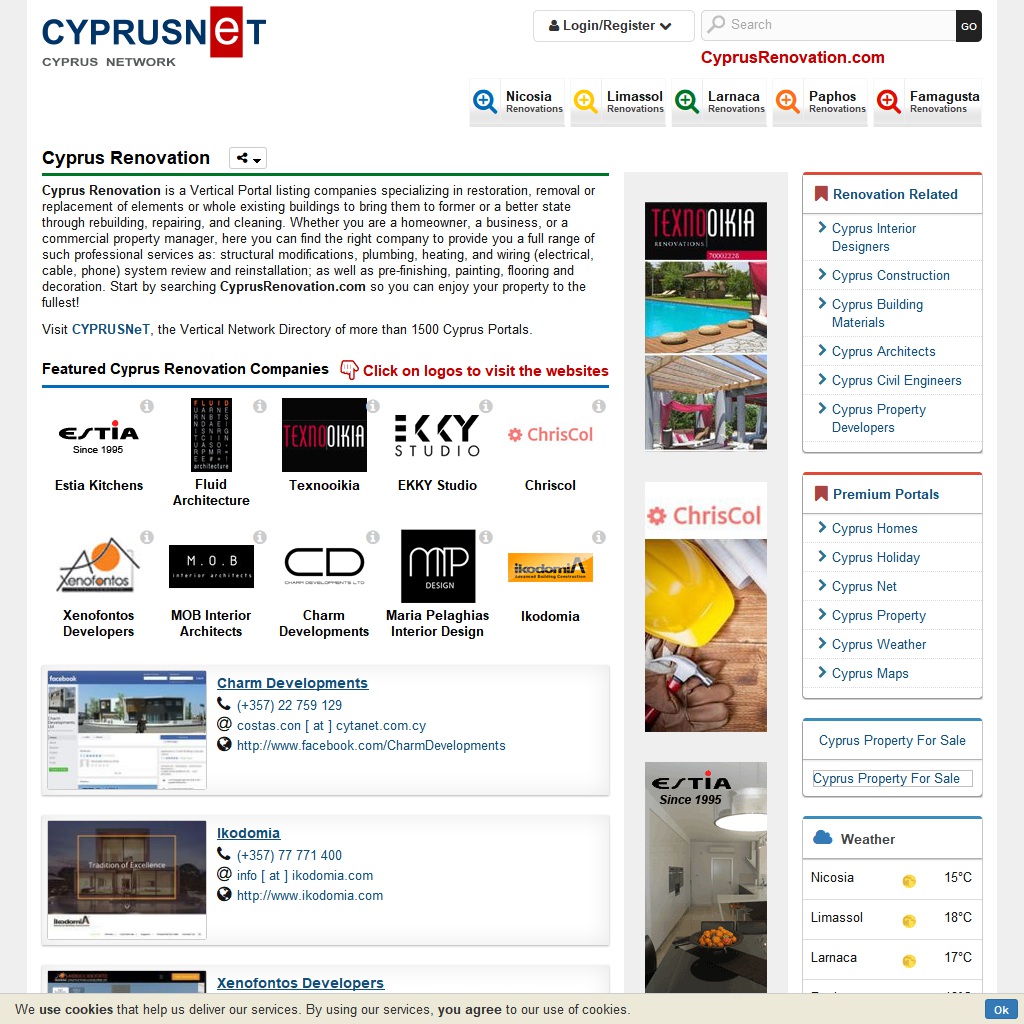 CYPRUSNeT
CYPRUS NETWORK
Login/Register
Search
GO
CyprusRenovation.com
Nicosia
Renovations
Limassol
Renovations
Larnaca
Renovations
Paphos
Renovations
Famagusta
Renovations
Cyprus Renovation
Cyprus Renovation is a Vertical Portal listing companies specializing in restoration, removal or
replacement of elements or whole existing buildings to bring them to former or a better state
through rebuilding, repairing, and cleaning. Whether you are a homeowner, a business, or a
commercial property manager, here you can find the right company to provide you a full range of
such professional services as: structural modifications, plumbing, heating, and wiring (electrical,
cable, phone) system review and reinstallation; as well as pre-finishing, painting, flooring and
decoration. Start by searching CyprusRenovation.com so you can enjoy your property to the
fullest!
Visit CYPRUSNeT, the Vertical Network Directory of more than 1500 Cyprus Portals.
Featured Cyprus Renovation Companies
Click on logos to visit the websites
ESTIA
Since 1995
Estia Kitchens
architecture
Fluid
Architecture
TEXNOOIKIA
Texnooikia
EKKY
STUDIO
EKKY Studio
ChrisCol
Chriscol
Xenofontos
DEVELOPERS
Xenofontos
Developers
M.O.B
interior architects
MOB Interior
Architects
CD
CHARM DEVELOPMENTS LTD
Charm
Developments
MP
DESIGN
Maria Pelaghias
Interior Design
ikodomiA
Advanced Building Construction
Ikodomia
facebook
Charm Developments
(+357) 22 759 129
costas.con [ at ] cytanet.com.cy
http://www.facebook.com/CharmDevelopments
Tradition of Excellence
ikodomiA
Ikodomia
(+357) 77 771 400
info [ at ] ikodomia.com
http://www.ikodomia.com
Xenofontos Developers
TEXNOOIKIA
RENOVATIONS
70002226
ChrisCol
ESTIA
Since 1995
Renovation Related
Cyprus Interior
Designers
Cyprus Construction
Cyprus Building
Materials
Cyprus Architects
Cyprus Civil Engineers
Cyprus Property
Developers
Premium Portals
Cyprus Homes
Cyprus Holiday
Cyprus Net
Cyprus Property
Cyprus Weather
Cyprus Maps
Cyprus Property For Sale
Cyprus Property For Sale
Weather
Nicosia 15°C
Limassol 18°C
Larnaca 17°C
We use cookies that help us deliver our services. By using our services, you agree to our use of cookies.
Ok